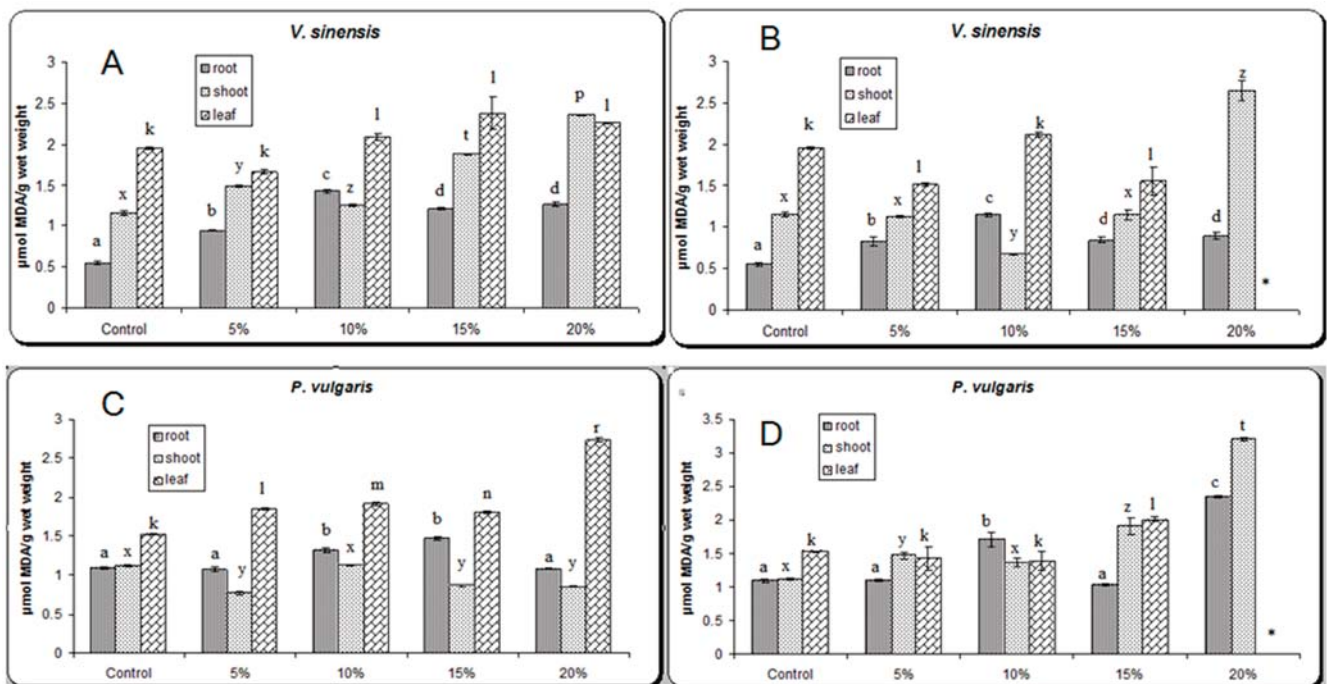 V. sinensis
A
root
shoot
leaf
µmol MDA/g wet weight
3
2.5
2
1.5
1
0.5
0
a x k
b y k
c z l
d t l
d p l
Control 5% 10% 15% 20%
V. sinensis
B
root
shoot
leaf
µmol MDA/g wet weight
3
2.5
2
1.5
1
0.5
0
a x k
b x l
c y k
d x l
d z *
Control 5% 10% 15% 20%
P. vulgaris
C
root
shoot
leaf
µmol MDA/g wet weight
3
2.5
2
1.5
1
0.5
0
a x k
a y l
b x m
b y n
a y r
Control 5% 10% 15% 20%
P. vulgaris
D
root
shoot
leaf
µmol MDA/g wet weight
3.5
3
2.5
2
1.5
1
0.5
0
a x k
a y k
b x k
a z l
c t *
Control 5% 10% 15% 20%